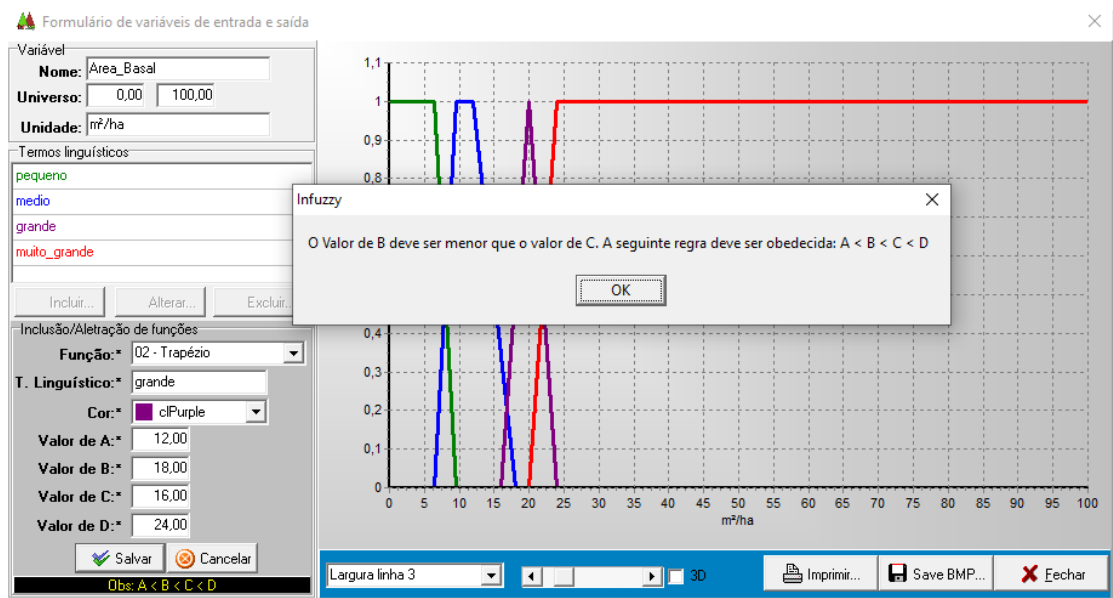 Formulário de variáveis de entrada e saída
Variável
Nome: Area_Basal
Universo: 0,00 100,00
Unidade: m²/ha
Termos linguísticos
pequeno
medio
grande
muito_grande
Incluir... Alterar... Excluir..
Inclusão/Aletração de funções
Função:* 02 - Trapézio
T. Linguístico:* grande
Cor:* clPurple
Valor de A:* 12,00
Valor de B:* 18,00
Valor de C:* 16,00
Valor de D:* 24,00
Salvar Cancelar
Obs: A < B < C < D
Infuzzy
O Valor de B deve ser menor que o valor de C. A seguinte regra deve ser obedecida: A < B < C < D
OK
1,1
1
0,9
0,8
0,4
0,3
0,2
0,1
0
0 5 10 15 20 25 30 35 40 45 50 55 60 65 70 75 80 85 90 95 100
m²/ha
Largura linha 3 3D Imprimir... Save BMP... Fechar